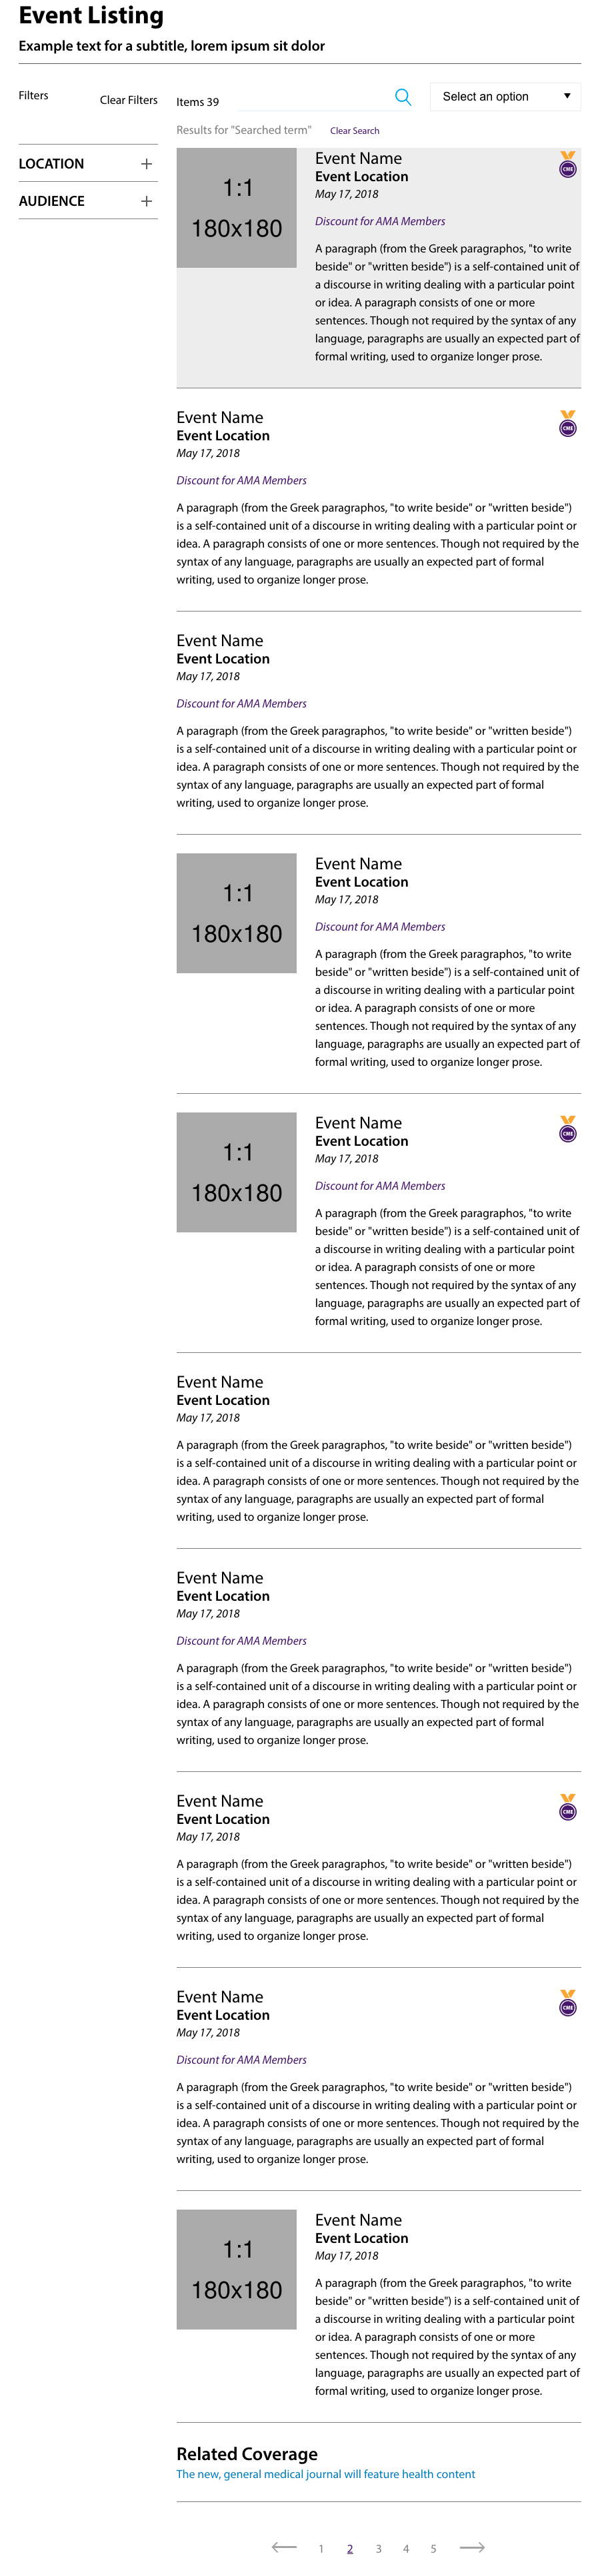 Event Listing
Example text for a subtitle, lorem ipsum sit dolor
Filters
Clear Filters
LOCATION
AUDIENCE
Items 39
Select an option
Results for "Searched term"
Clear Search
1:1
180x180
Event Name
CME
Event Location
May 17, 2018
Discount for AMA Members
A paragraph (from the Greek paragraphos, "to write
beside" or "written beside") is a self-contained unit of
a discourse in writing dealing with a particular point
or idea. A paragraph consists of one or more
sentences. Though not required by the syntax of any
language, paragraphs are usually an expected part of
formal writing, used to organize longer prose.
Event Name
CME
Event Location
May 17, 2018
Discount for AMA Members
A paragraph (from the Greek paragraphos, "to write beside" or "written beside")
is a self-contained unit of a discourse in writing dealing with a particular point or
idea. A paragraph consists of one or more sentences. Though not required by the
syntax of any language, paragraphs are usually an expected part of formal
writing, used to organize longer prose.
Event Name
Event Location
May 17, 2018
Discount for AMA Members
A paragraph (from the Greek paragraphos, "to write beside" or "written beside")
is a self-contained unit of a discourse in writing dealing with a particular point or
idea. A paragraph consists of one or more sentences. Though not required by the
syntax of any language, paragraphs are usually an expected part of formal
writing, used to organize longer prose.
1:1
180x180
Event Name
Event Location
May 17, 2018
Discount for AMA Members
A paragraph (from the Greek paragraphos, "to write
beside" or "written beside") is a self-contained unit of
a discourse in writing dealing with a particular point
or idea. A paragraph consists of one or more
sentences. Though not required by the syntax of any
language, paragraphs are usually an expected part of
formal writing, used to organize longer prose.
1:1
180x180
Event Name
CME
Event Location
May 17, 2018
Discount for AMA Members
A paragraph (from the Greek paragraphos, "to write
beside" or "written beside") is a self-contained unit of
a discourse in writing dealing with a particular point
or idea. A paragraph consists of one or more
sentences. Though not required by the syntax of any
language, paragraphs are usually an expected part of
formal writing, used to organize longer prose.
Event Name
Event Location
May 17, 2018
A paragraph (from the Greek paragraphos, "to write beside" or "written beside")
is a self-contained unit of a discourse in writing dealing with a particular point or
idea. A paragraph consists of one or more sentences. Though not required by the
syntax of any language, paragraphs are usually an expected part of formal
writing, used to organize longer prose.
Event Name
Event Location
May 17, 2018
Discount for AMA Members
A paragraph (from the Greek paragraphos, "to write beside" or "written beside")
is a self-contained unit of a discourse in writing dealing with a particular point or
idea. A paragraph consists of one or more sentences. Though not required by the
syntax of any language, paragraphs are usually an expected part of formal
writing, used to organize longer prose.
Event Name
CME
Event Location
May 17, 2018
A paragraph (from the Greek paragraphos, "to write beside" or "written beside")
is a self-contained unit of a discourse in writing dealing with a particular point or
idea. A paragraph consists of one or more sentences. Though not required by the
syntax of any language, paragraphs are usually an expected part of formal
writing, used to organize longer prose.
Event Name
CME
Event Location
May 17, 2018
Discount for AMA Members
A paragraph (from the Greek paragraphos, "to write beside" or "written beside")
is a self-contained unit of a discourse in writing dealing with a particular point or
idea. A paragraph consists of one or more sentences. Though not required by the
syntax of any language, paragraphs are usually an expected part of formal
writing, used to organize longer prose.
1:1
180x180
Event Name
Event Location
May 17, 2018
A paragraph (from the Greek paragraphos, "to write
beside" or "written beside") is a self-contained unit of
a discourse in writing dealing with a particular point
or idea. A paragraph consists of one or more
sentences. Though not required by the syntax of any
language, paragraphs are usually an expected part of
formal writing, used to organize longer prose.
Related Coverage
The new, general medical journal will feature health content
1 2 3 4 5